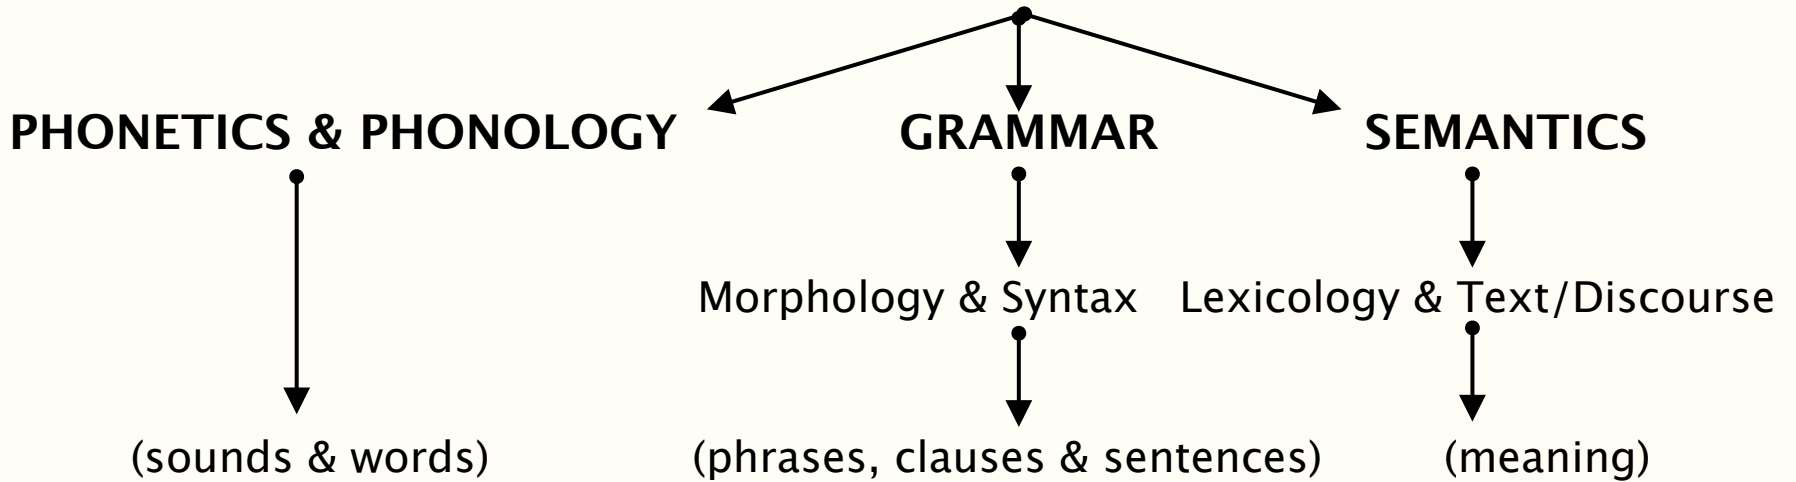 PHONETICS & PHONOLOGY GRAMMAR SEMANTICS
Morphology & Syntax Lexicology & Text/Discourse
(sounds & words) (phrases, clauses & sentences) (meaning)